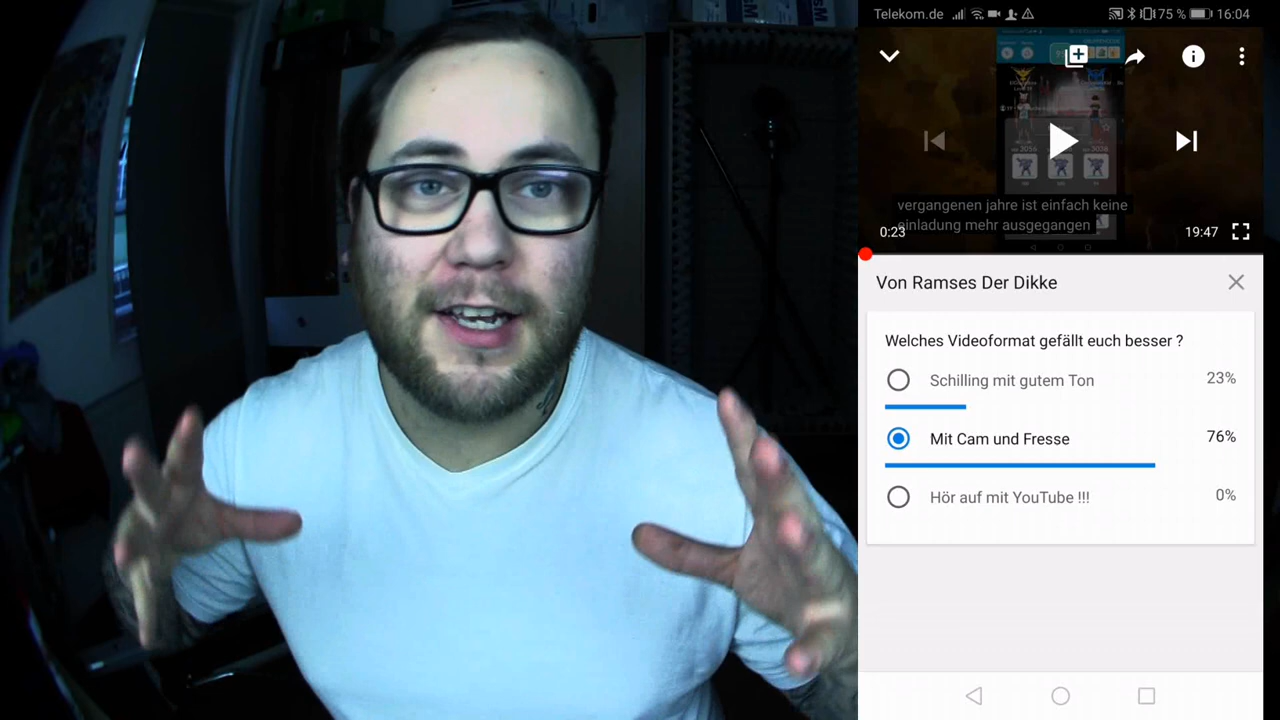 Telekom.de
75 %
16:04
vergangenen jahre ist einfach keine
einladung mehr ausgegangen
0:23
19:47
Von Ramses Der Dikke
Welches Videoformat gefällt euch besser ?
Schilling mit gutem Ton 23%
Mit Cam und Fresse 76%
Hör auf mit YouTube !!! 0%